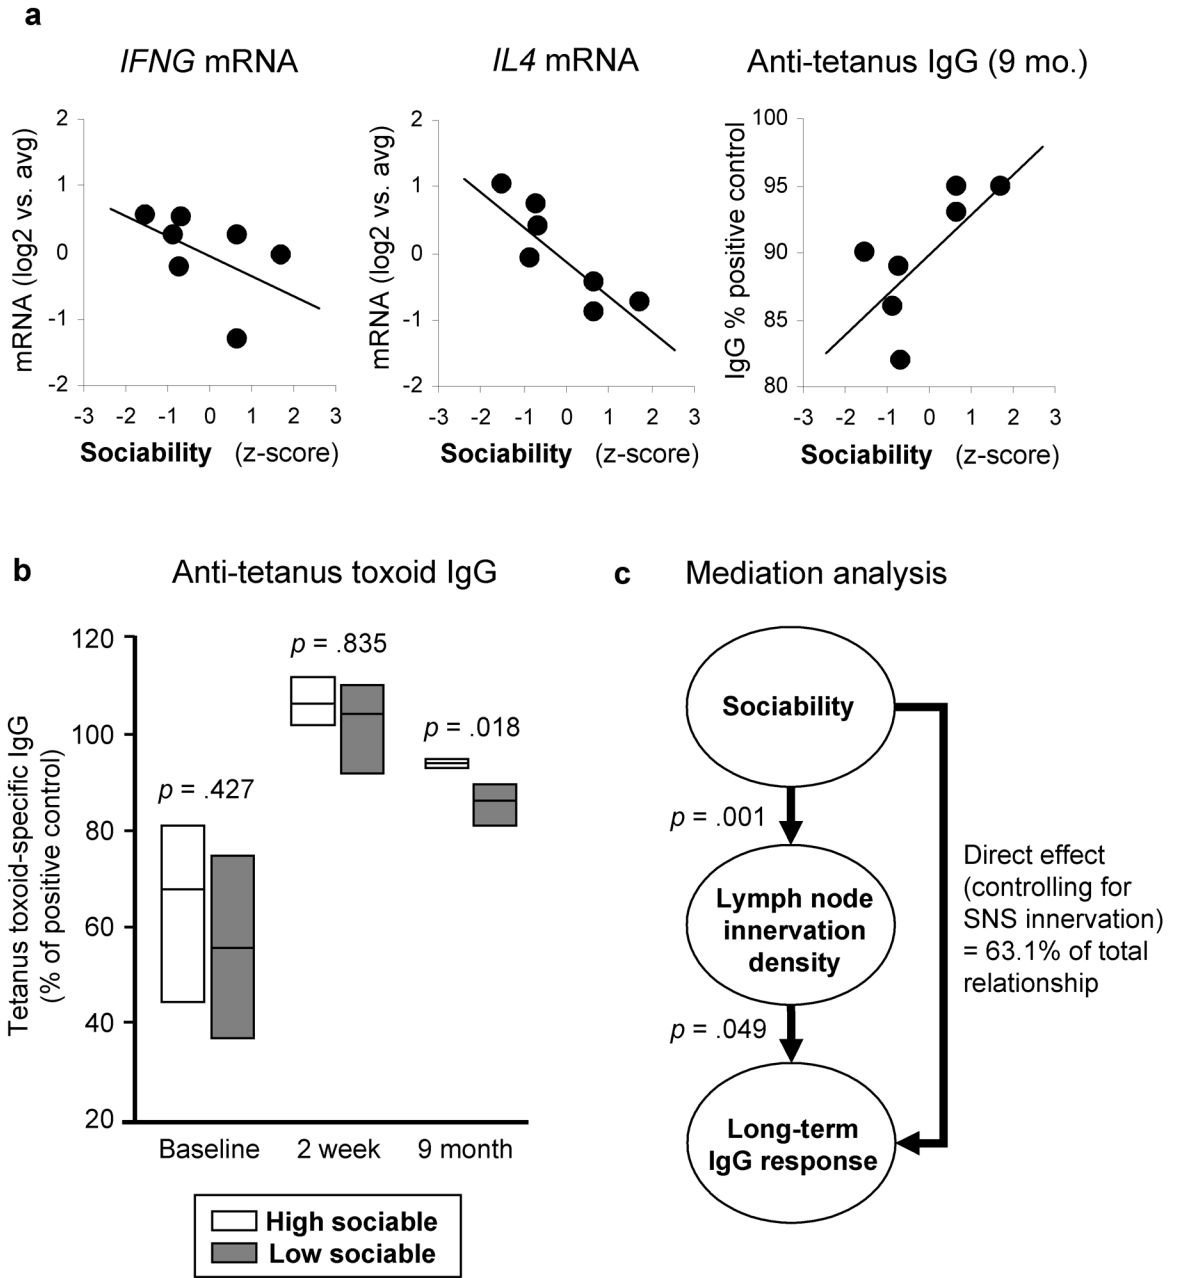 a
IFNG mRNA
IL4 mRNA
Anti-tetanus IgG (9 mo.)
mRNA (log2 vs. avg)
2
1
0
-1
-2
-3 -2 -1 0 1 2 3
Sociability (z-score)
mRNA (log2 vs. avg)
2
1
0
-1
-2
-3 -2 -1 0 1 2 3
Sociability (z-score)
IgG % positive control
100
95
90
85
80
-3 -2 -1 0 1 2 3
Sociability (z-score)
b
Anti-tetanus toxoid IgG
Tetanus toxoid-specific IgG
(% of positive control)
120
100
80
60
40
20
p = .427
p = .835
p = .018
Baseline 2 week 9 month
High sociable
Low sociable
c
Mediation analysis
Sociability
p = .001
Lymph node
innervation
density
p = .049
Long-term
IgG response
Direct effect
(controlling for
SNS innervation)
= 63.1% of total
relationship